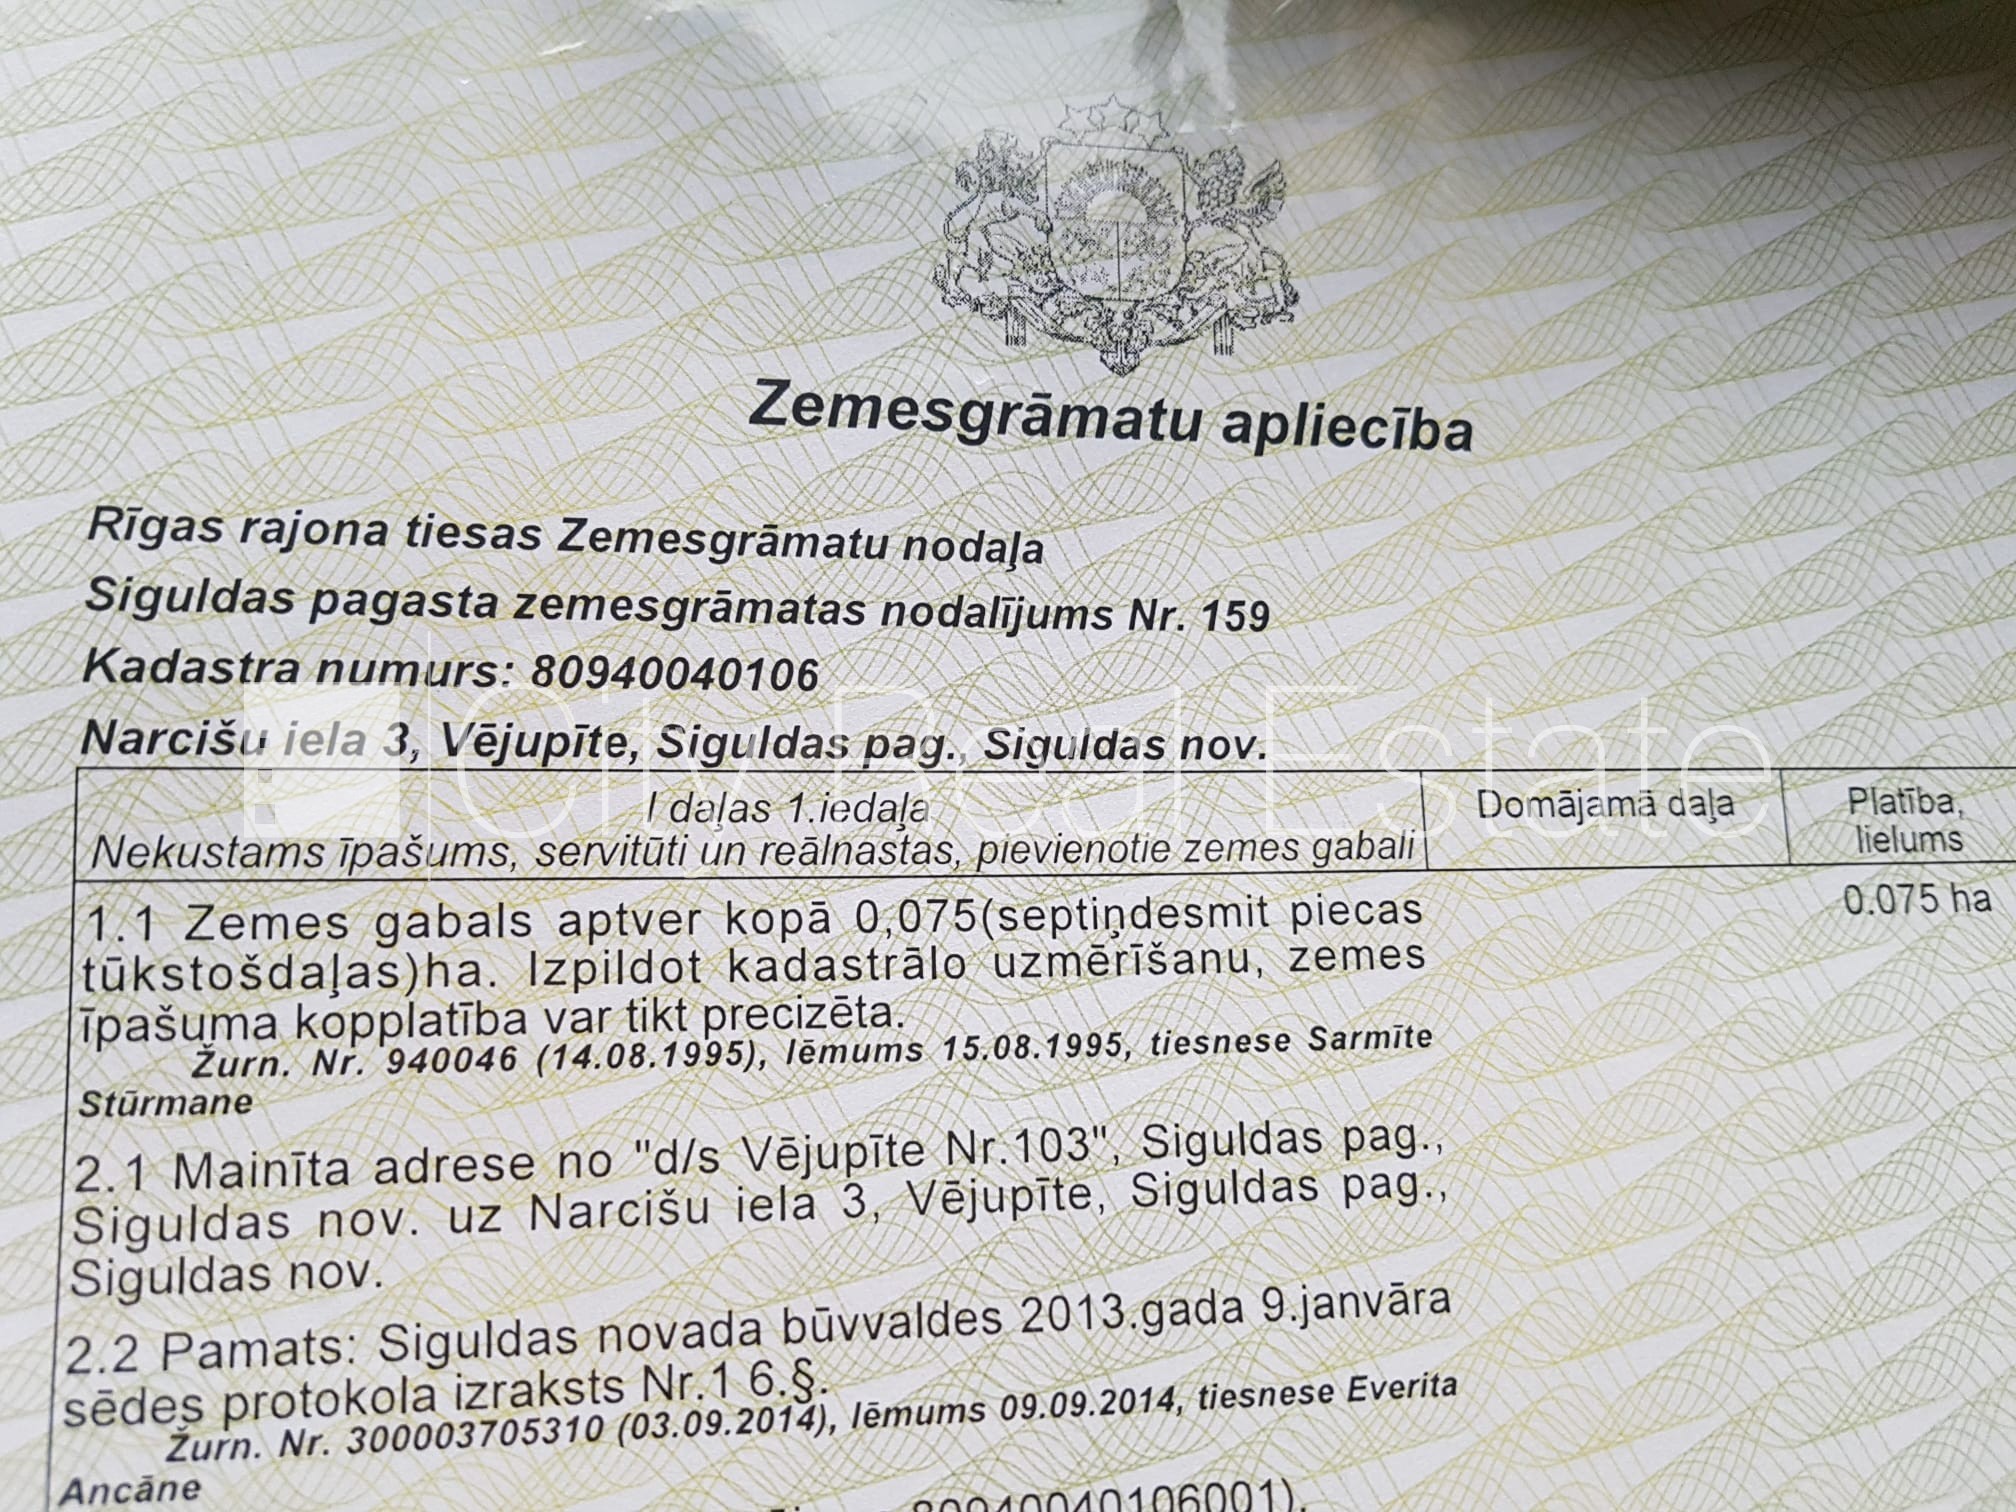 Zemesgrāmatu apliecība
Rīgas rajona tiesas Zemesgrāmatu nodaļa
Siguldas pagasta zemesgrāmatas nodalījums Nr. 159
Kadastra numurs: 80940040106
Narcišu iela 3, Vējupīte, Siguldas pag., Siguldas nov.
City Real Estate
I daļas 1.iedaļa
Nekustams īpašums, servitūti un reālnastas, pievienotie zemes gabali
Domājamā daļa
Platība,
lielums
1.1 Zemes gabals aptver kopā 0,075(septiņdesmit piecas
0.075 ha
tūkstošdaļas)ha. Izpildot kadastrālo uzmērīšanu, zemes
īpašuma kopplatība var tikt precizēta.
Žurn. Nr. 940046 (14.08.1995), lēmums 15.08.1995, tiesnese Sarmīte
Stūrmane
2.1 Mainīta adrese no "d/s Vējupīte Nr.103", Siguldas pag.,
Siguldas nov. uz Narcišu iela 3, Vējupīte, Siguldas pag.,
Siguldas nov.
2.2 Pamats: Siguldas novada būvvaldes 2013.gada 9.janvāra
sēdes protokola izraksts Nr.1 6.§.
Žurn. Nr. 300003705310 (03.09.2014), lēmums 09.09.2014, tiesnese Everita
Ancāne
80940040106001).